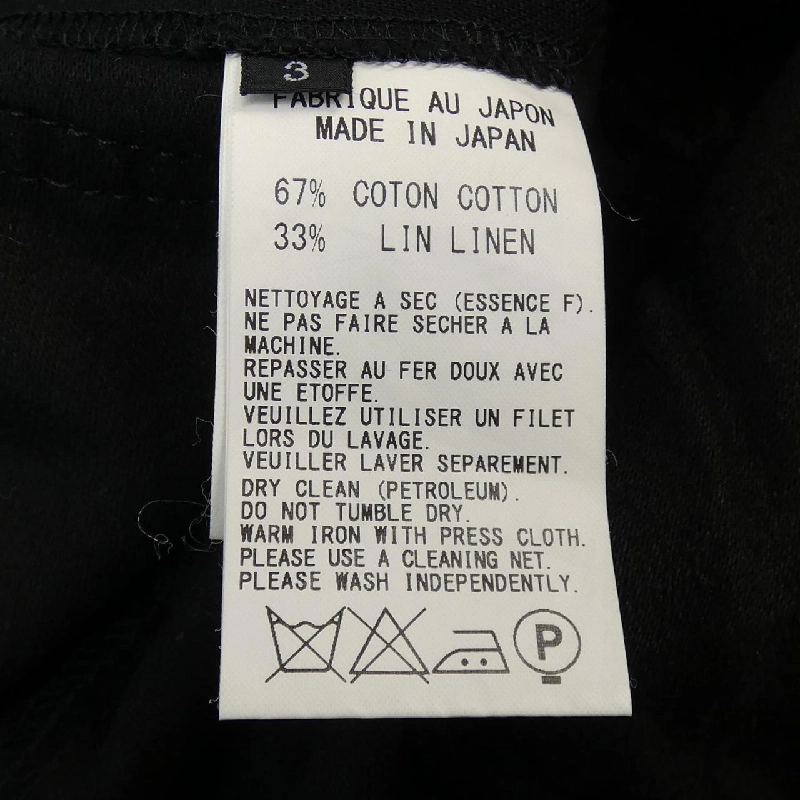 3
FABRIQUE AU JAPON
MADE IN JAPAN
67% COTON COTTON
33% LIN LINEN
NETTOYAGE A SEC (ESSENCE F).
NE PAS FAIRE SECHER A LA
MACHINE.
REPASSER AU FER DOUX AVEC
UNE ETOFFE.
VEUILLEZ UTILISER UN FILET
LORS DU LAVAGE.
VEUILLER LAVER SEPAREMENT.
DRY CLEAN (PETROLEUM).
DO NOT TUMBLE DRY.
WARM IRON WITH PRESS CLOTH.
PLEASE USE A CLEANING NET.
PLEASE WASH INDEPENDENTLY.
P